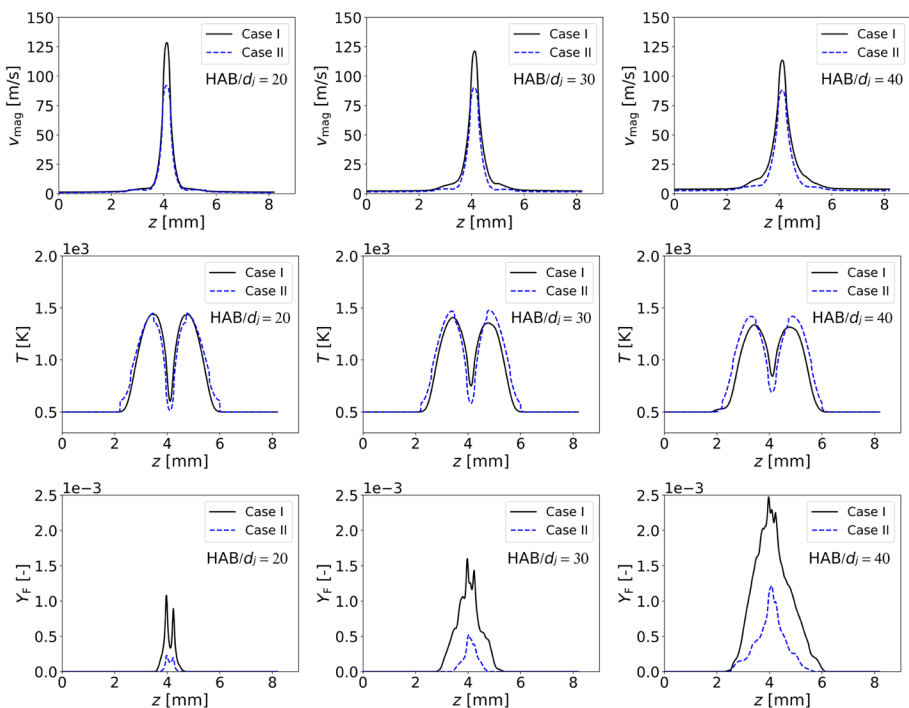 150
125
100
75
50
25
0
v_mag [m/s]
Case I
Case II
HAB/d_j = 20
0 2 4 6 8
z [mm]
150
125
100
75
50
25
0
v_mag [m/s]
Case I
Case II
HAB/d_j = 30
0 2 4 6 8
z [mm]
150
125
100
75
50
25
0
v_mag [m/s]
Case I
Case II
HAB/d_j = 40
0 2 4 6 8
z [mm]
1e3
2.0
1.5
1.0
0.5
T [K]
Case I
Case II
HAB/d_j = 20
0 2 4 6 8
z [mm]
1e3
2.0
1.5
1.0
0.5
T [K]
Case I
Case II
HAB/d_j = 30
0 2 4 6 8
z [mm]
1e3
2.0
1.5
1.0
0.5
T [K]
Case I
Case II
HAB/d_j = 40
0 2 4 6 8
z [mm]
1e−3
2.5
2.0
1.5
1.0
0.5
0.0
Y_F [-]
Case I
Case II
HAB/d_j = 20
0 2 4 6 8
z [mm]
1e−3
2.5
2.0
1.5
1.0
0.5
0.0
Y_F [-]
Case I
Case II
HAB/d_j = 30
0 2 4 6 8
z [mm]
1e−3
2.5
2.0
1.5
1.0
0.5
0.0
Y_F [-]
Case I
Case II
HAB/d_j = 40
0 2 4 6 8
z [mm]